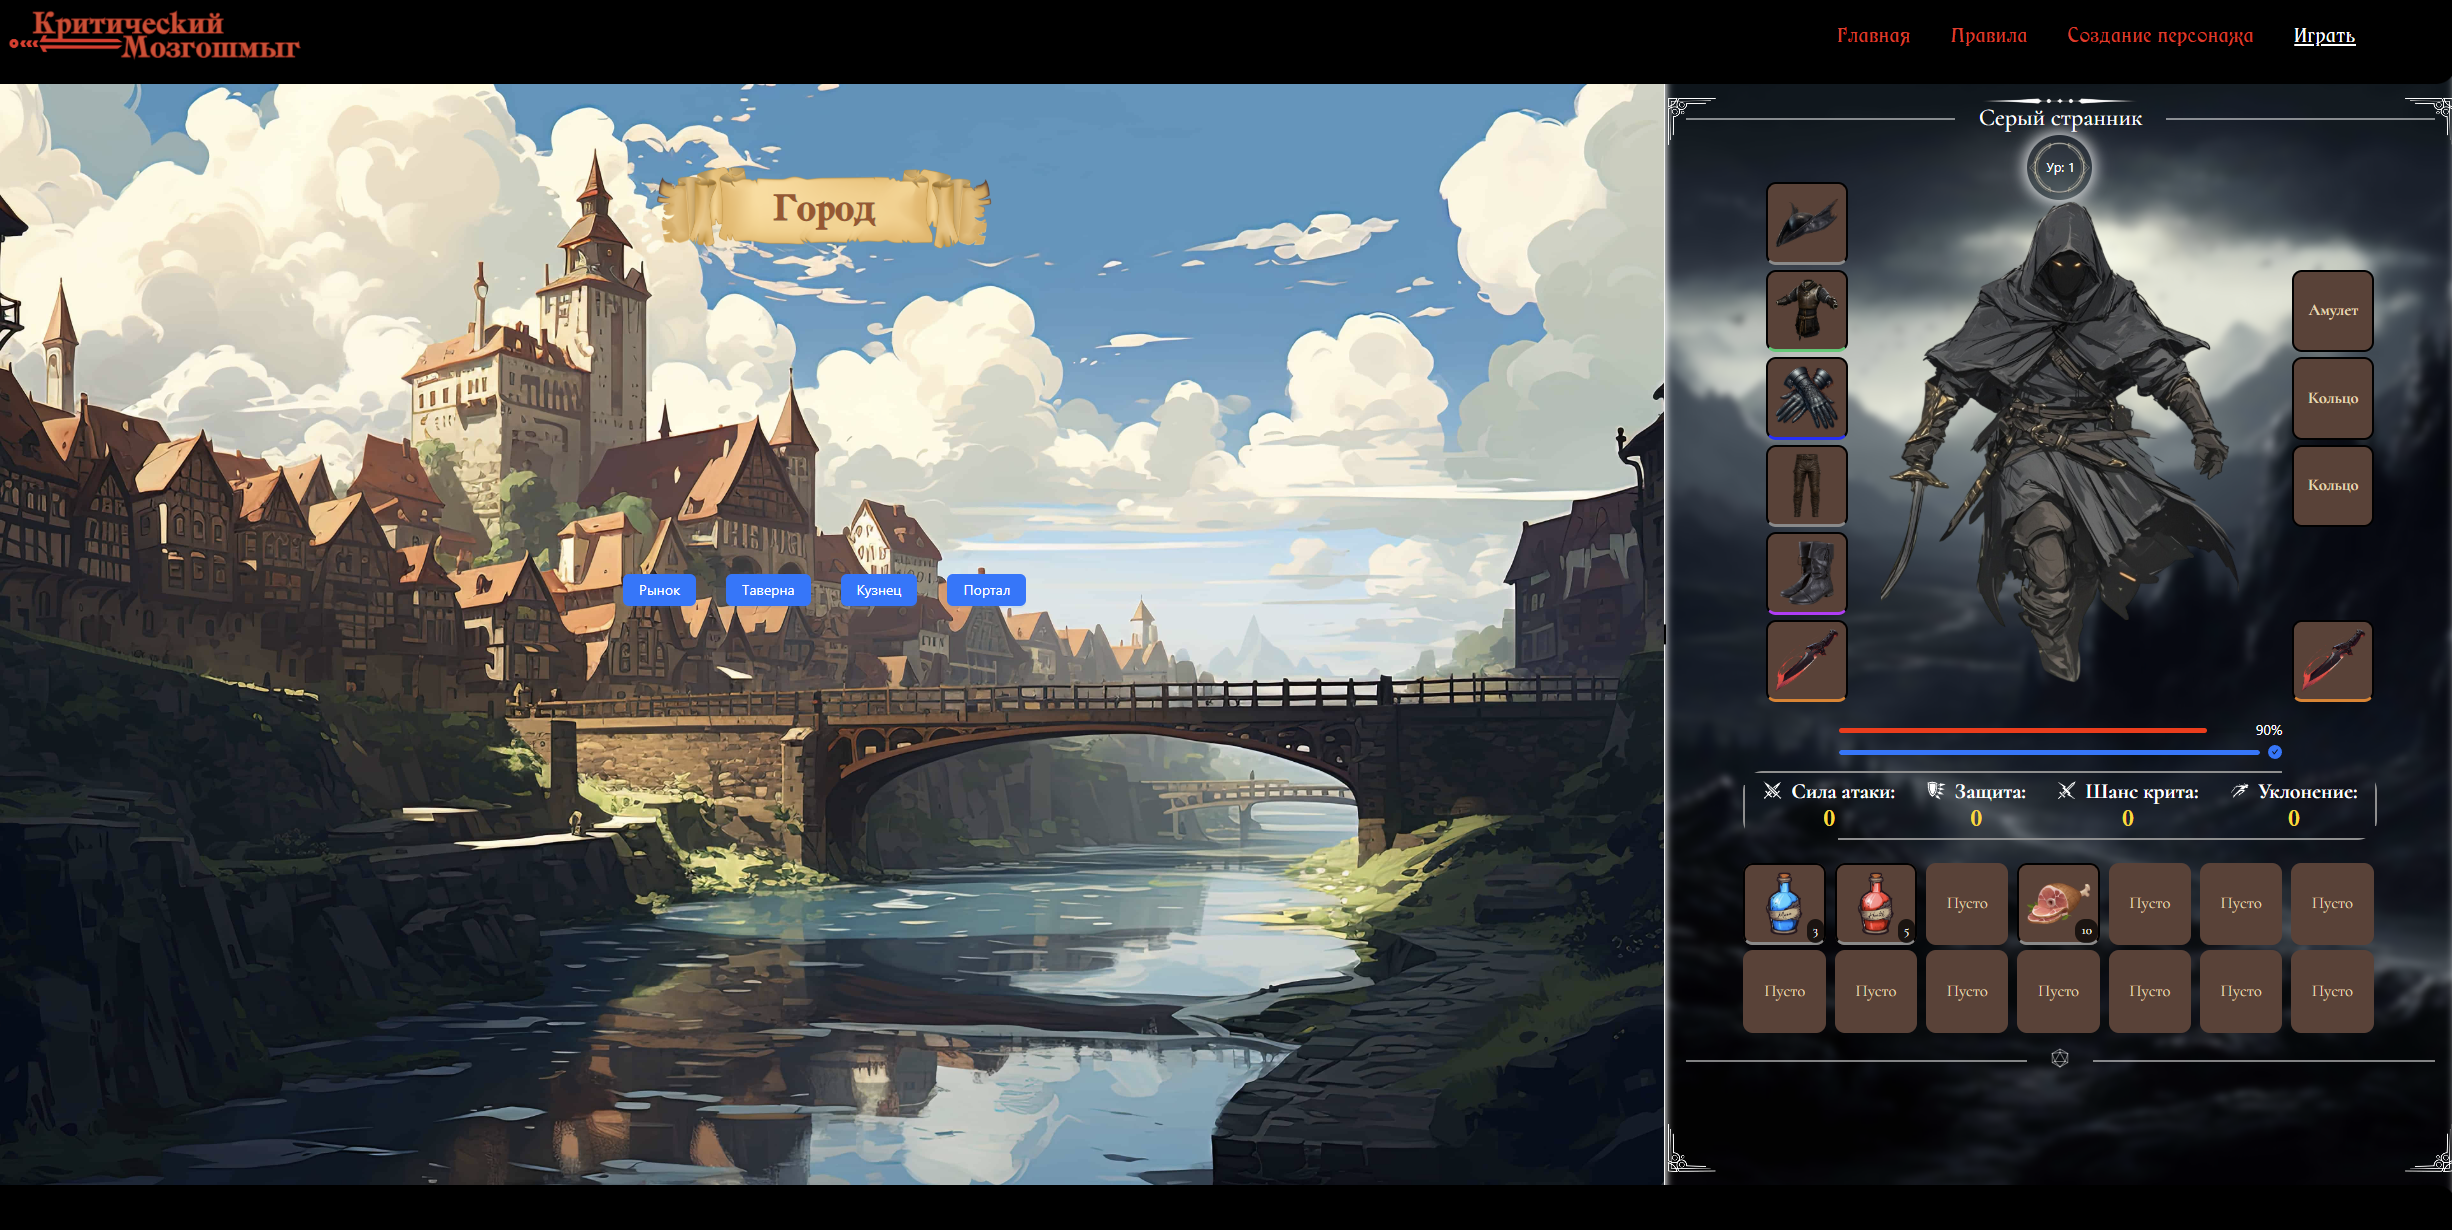 Критический
Мозгошмыг
Главная Правила Создание персонажа Играть
Город
Рынок Таверна Кузнец Портал
Серый странник
Ур: 1
Амулет
Кольцо
Кольцо
90%
Сила атаки: Защита: Шанс крита: Уклонение:
0 0 0 0
3 5 Пусто 10 Пусто Пусто Пусто
Пусто Пусто Пусто Пусто Пусто Пусто Пусто